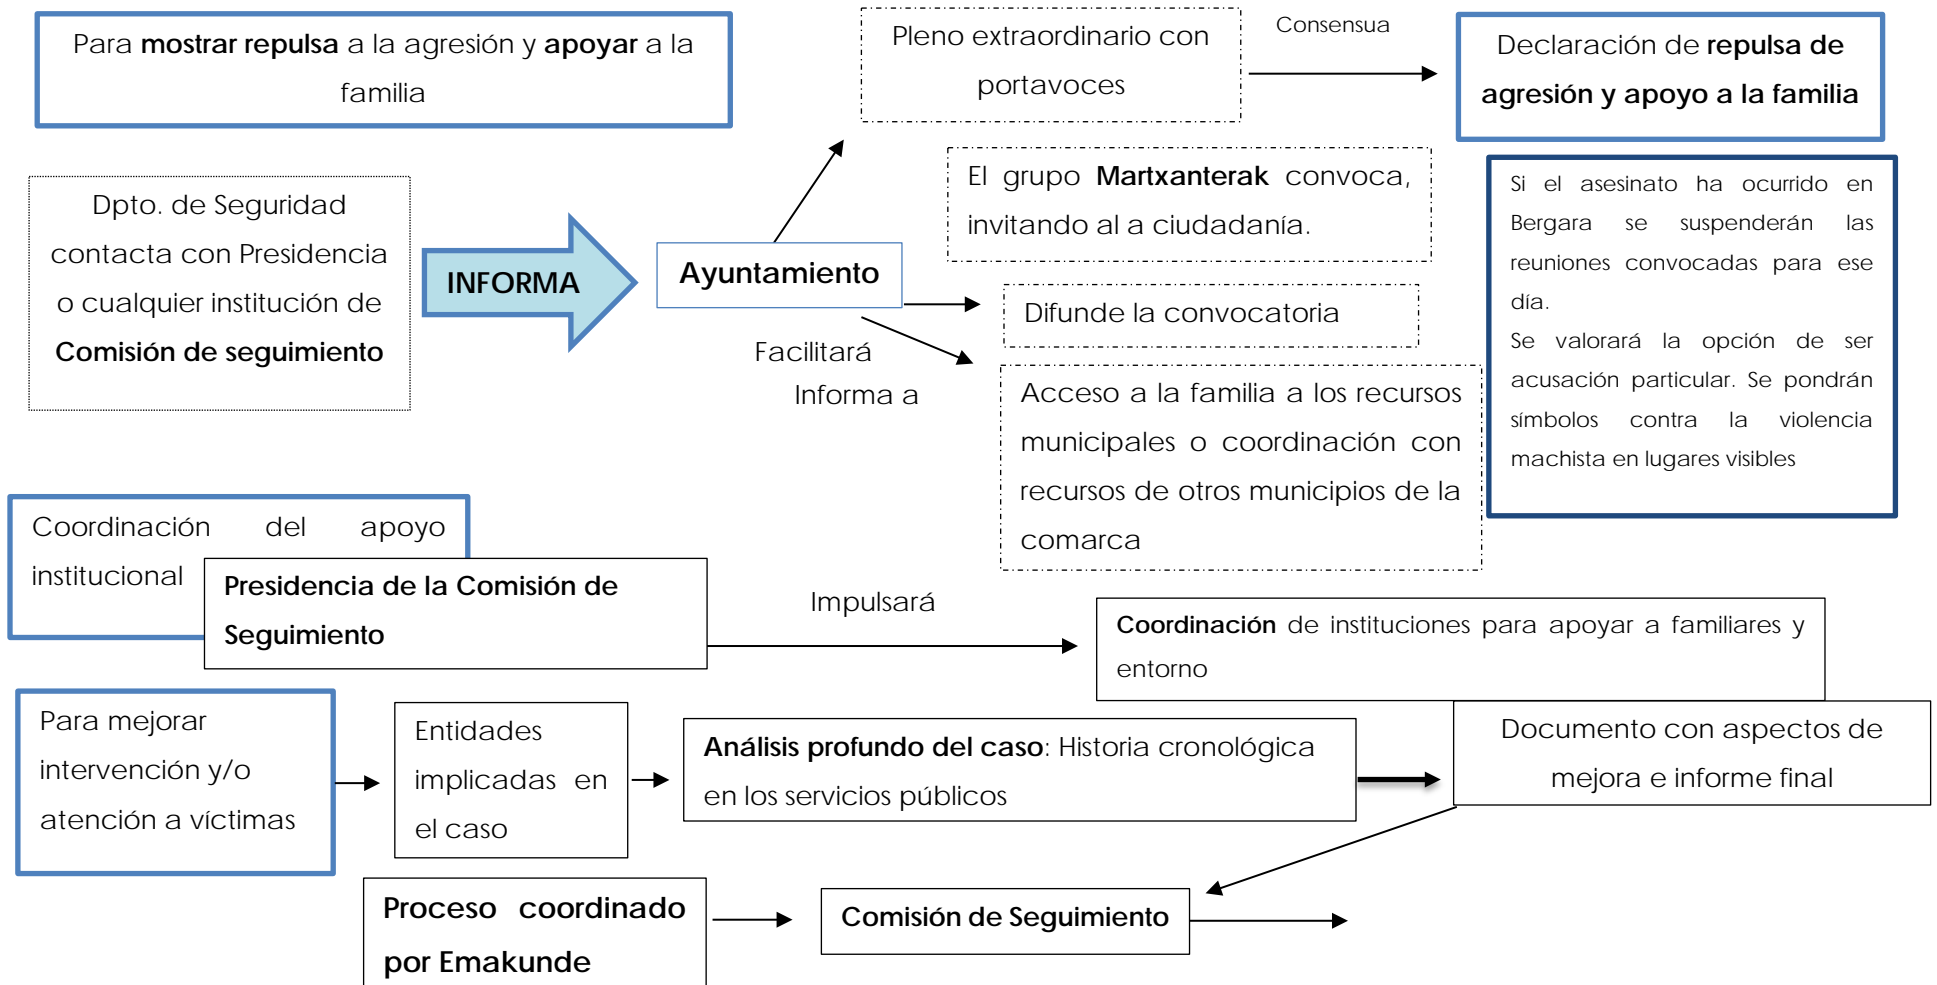 Para mostrar repulsa a la agresión y apoyar a la
familia
Pleno extraordinario con
portavoces
Consensua
Declaración de repulsa de
agresión y apoyo a la familia
Dpto. de Seguridad
contacta con Presidencia
o cualquier institución de
Comisión de seguimiento
INFORMA
Ayuntamiento
El grupo Martxanterak convoca,
invitando al a ciudadanía.
Difunde la convocatoria
Facilitará
Informa a
Acceso a la familia a los recursos
municipales o coordinación con
recursos de otros municipios de la
comarca
Si el asesinato ha ocurrido en
Bergara se suspenderán las
reuniones convocadas para ese
día.
Se valorará la opción de ser
acusación particular. Se pondrán
símbolos contra la violencia
machista en lugares visibles
Coordinación del apoyo
institucional
Presidencia de la Comisión de
Seguimiento
Impulsará
Coordinación de instituciones para apoyar a familiares y
entorno
Para mejorar
intervención y/o
atención a víctimas
Entidades
implicadas en
el caso
Análisis profundo del caso: Historia cronológica
en los servicios públicos
Documento con aspectos de
mejora e informe final
Proceso coordinado
por Emakunde
Comisión de Seguimiento